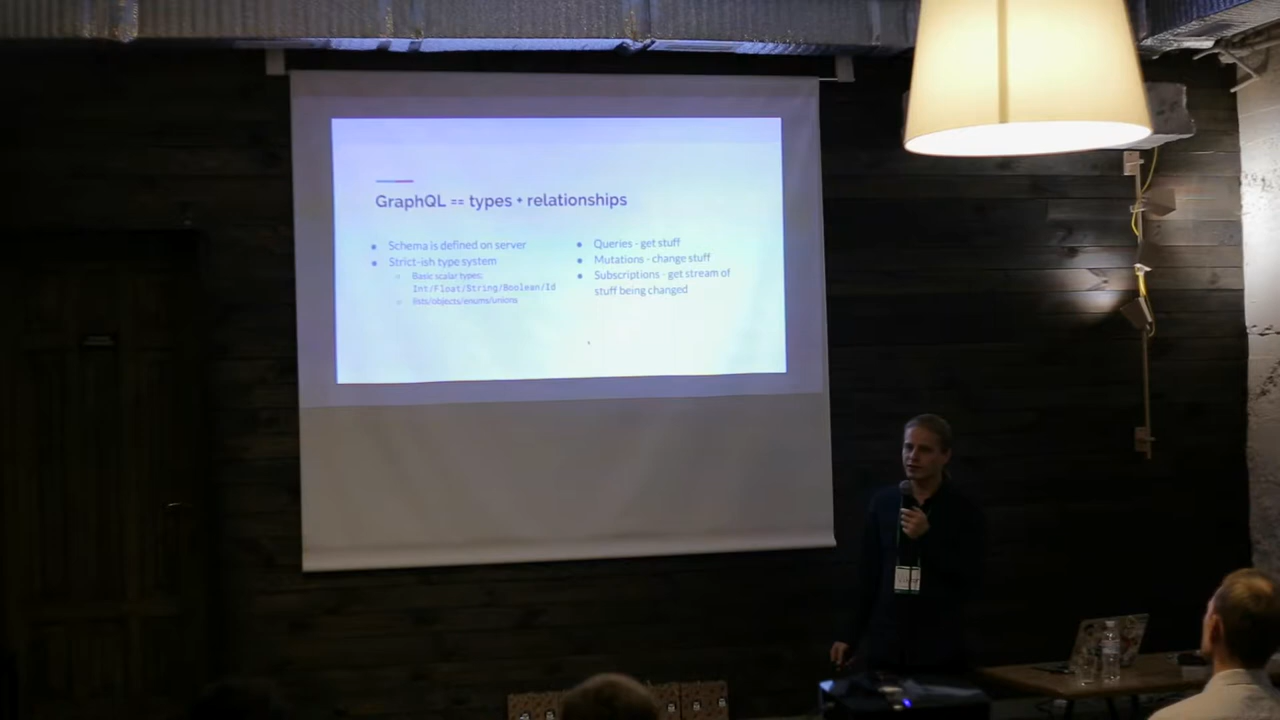 GraphQL == types + relationships
Schema is defined on server
Strict-ish type system
Basic scalar types:
Int/Float/String/Boolean/Id
lists/objects/enums/unions
Queries - get stuff
Mutations - change stuff
Subscriptions - get stream of
stuff being changed